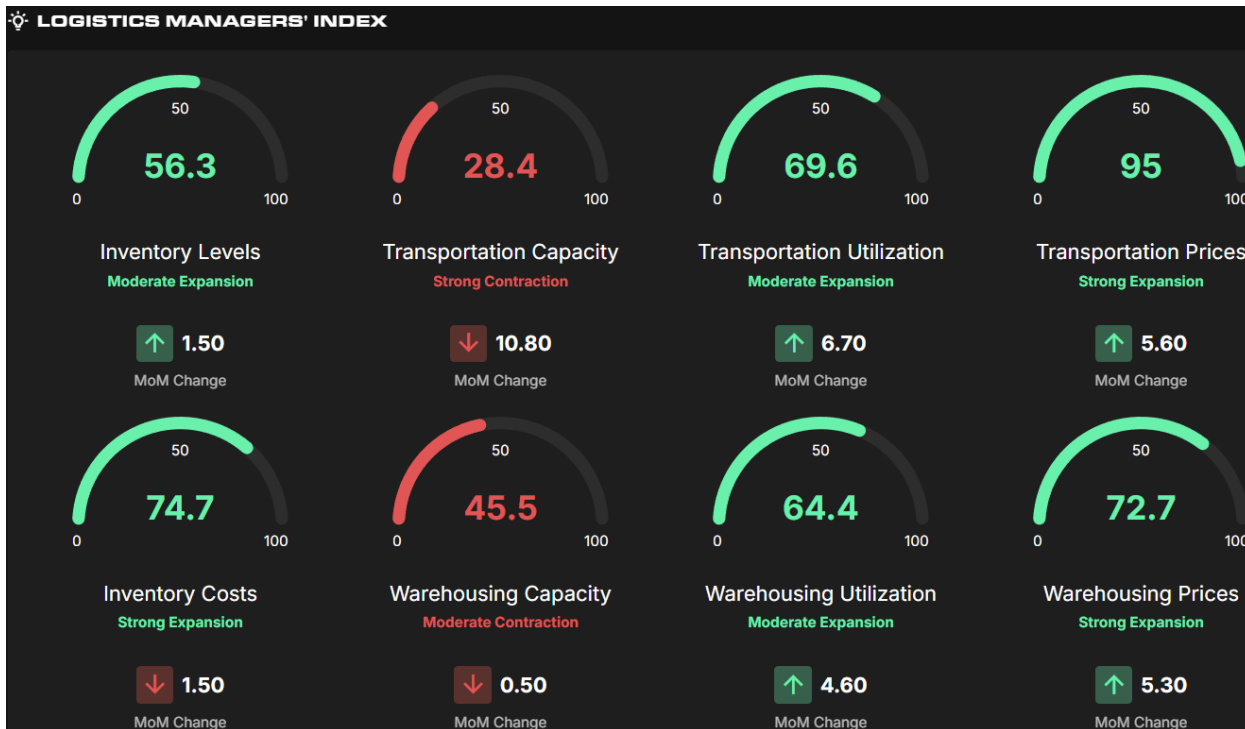 LOGISTICS MANAGERS' INDEX
50 50 50 50
56.3 28.4 69.6 95
0 100 0 100 0 100 0 100
Inventory Levels Transportation Capacity Transportation Utilization Transportation Prices
Moderate Expansion Strong Contraction Moderate Expansion Strong Expansion
1.50 10.80 6.70 5.60
MoM Change MoM Change MoM Change MoM Change
50 50 50 50
74.7 45.5 64.4 72.7
0 100 0 100 0 100 0 100
Inventory Costs Warehousing Capacity Warehousing Utilization Warehousing Prices
Strong Expansion Moderate Contraction Moderate Expansion Strong Expansion
1.50 0.50 4.60 5.30
MoM Change MoM Change MoM Change MoM Change